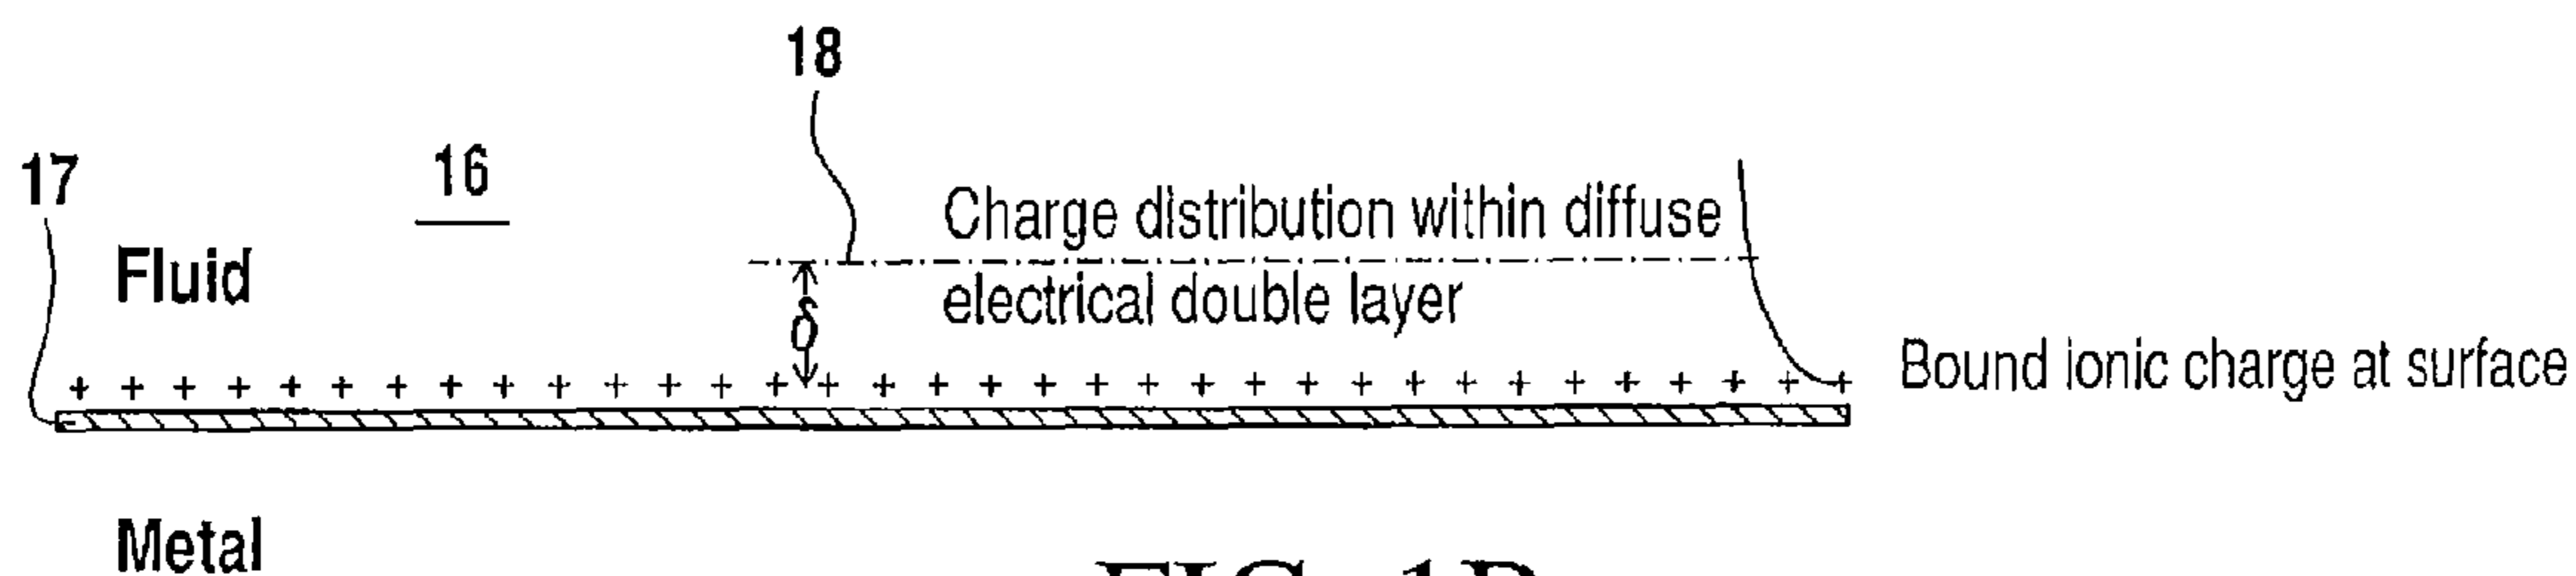 18
17
16
Charge distribution within diffuse
Fluid
electrical double layer
δ
Bound ionic charge at surface
+ + + + + + + + + + + + + + + + + + + + + + + + + + + + + + + + + +
Metal